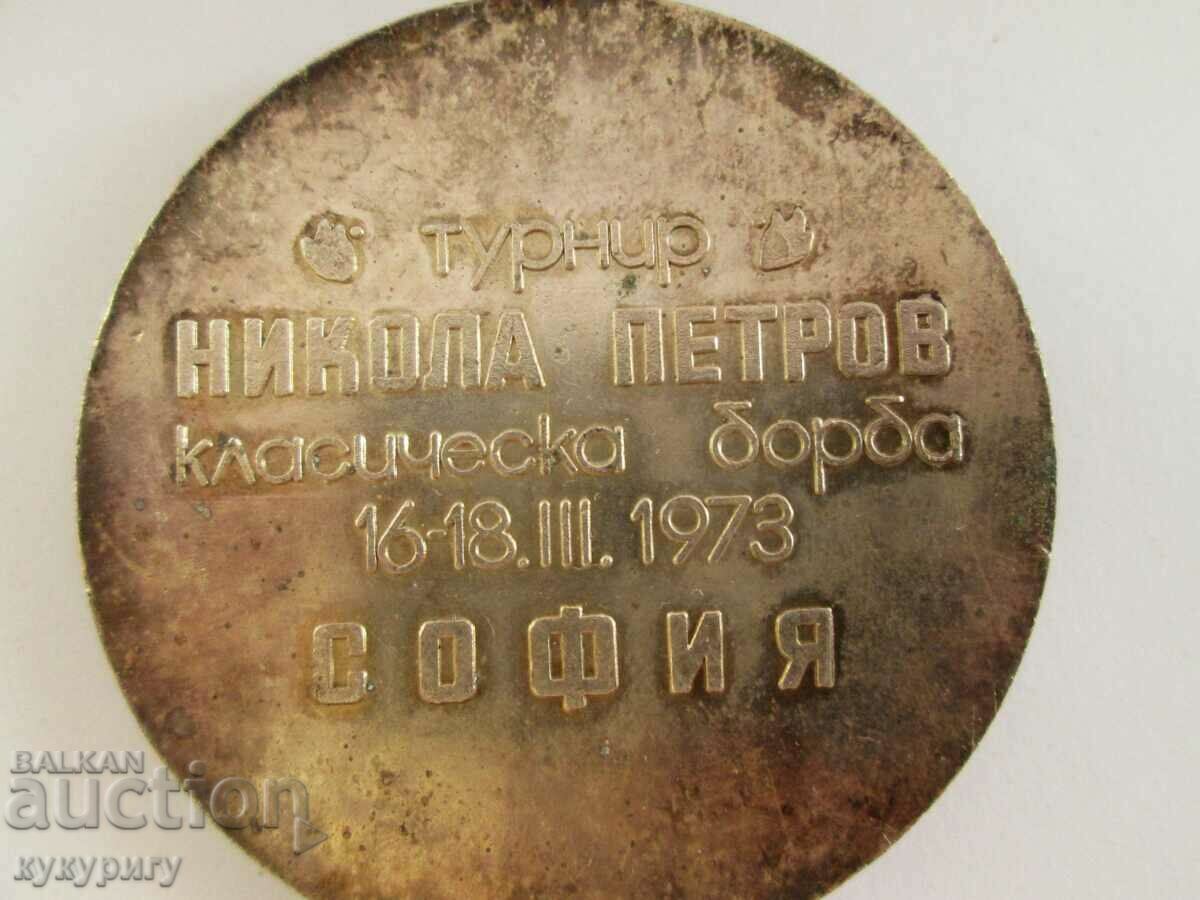 турнир
НИКОЛА ПЕТРОВ
класическа борба
16-18.III.1973
СОФИЯ
BALKAN
auction
кукуригу